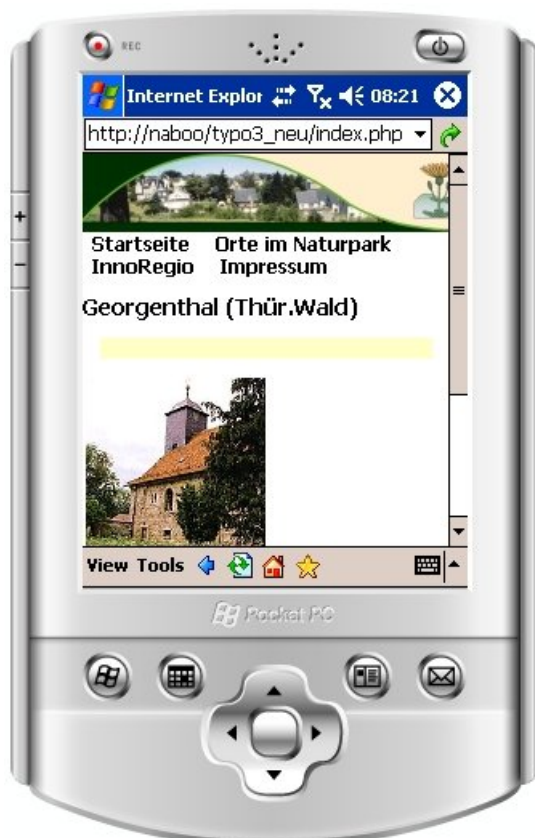 REC
Internet Explor 08:21
http://naboo/typo3_neu/index.php
Startseite Orte im Naturpark
InnoRegio Impressum
Georgenthal (Thür.Wald)
View Tools
Pocket PC